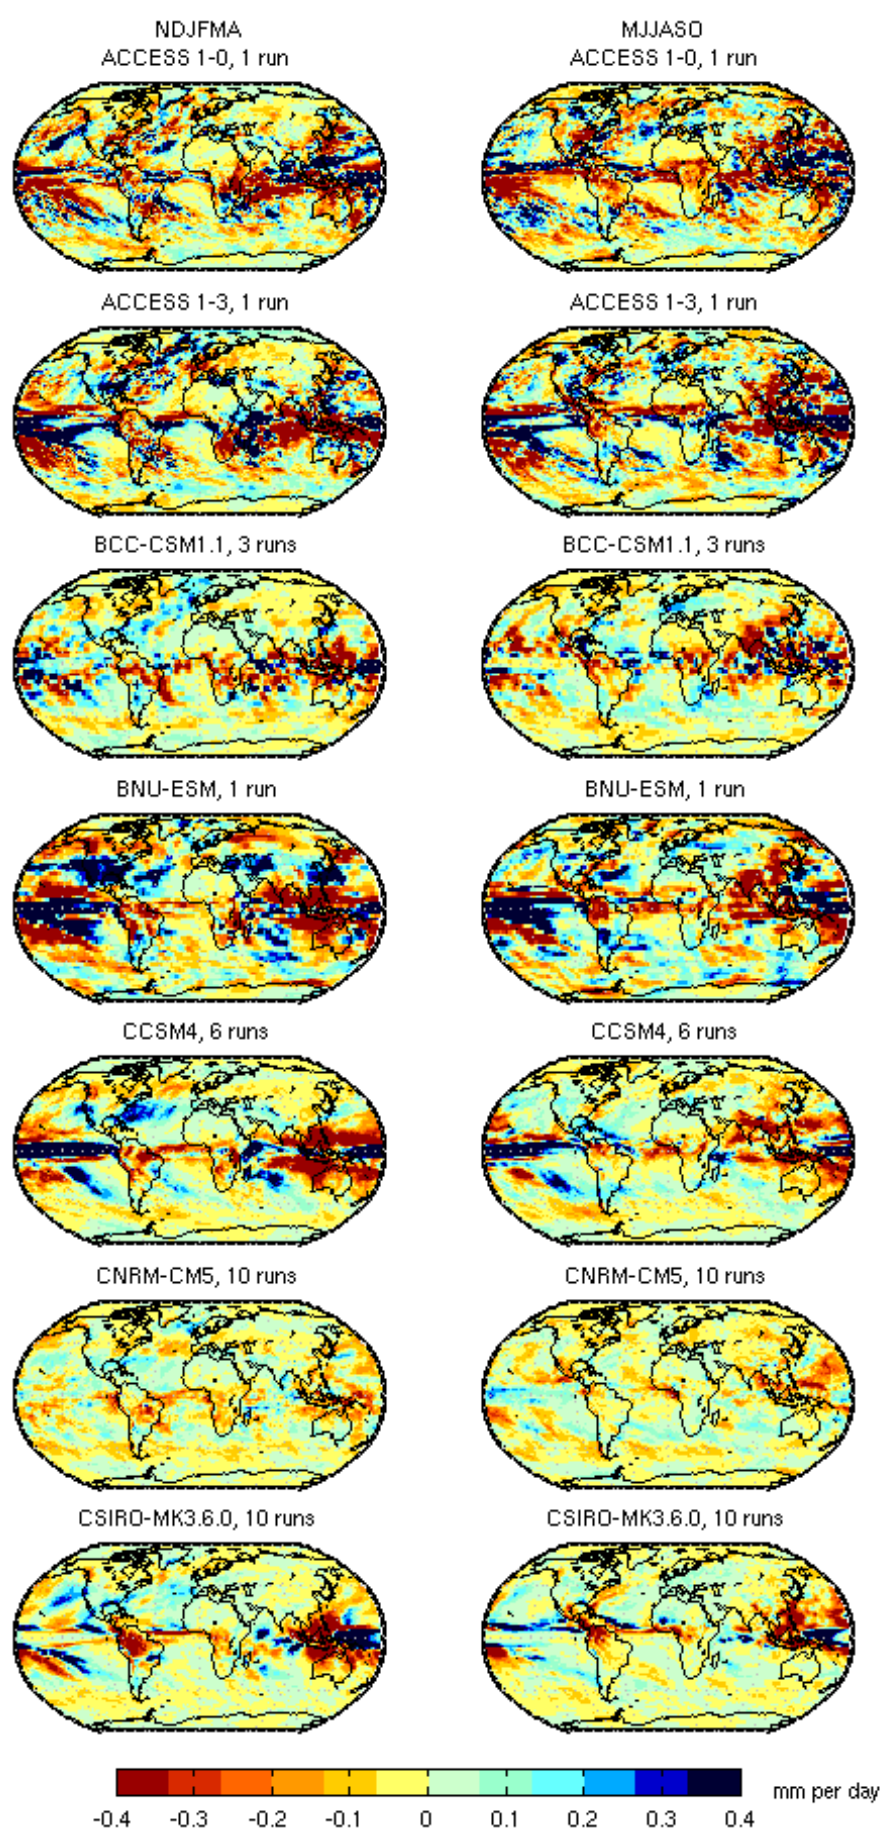 NDJFMA MJJASO
ACCESS 1-0, 1 run ACCESS 1-0, 1 run
ACCESS 1-3, 1 run ACCESS 1-3, 1 run
BCC-CSM1.1, 3 runs BCC-CSM1.1, 3 runs
BNU-ESM, 1 run BNU-ESM, 1 run
CCSM4, 6 runs CCSM4, 6 runs
CNRM-CM5, 10 runs CNRM-CM5, 10 runs
CSIRO-MK3.6.0, 10 runs CSIRO-MK3.6.0, 10 runs
mm per day
-0.4 -0.3 -0.2 -0.1 0 0.1 0.2 0.3 0.4